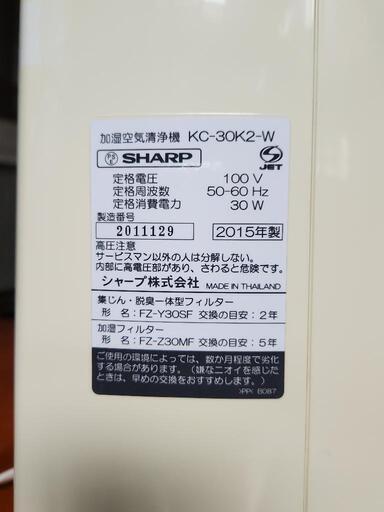 加湿空気清浄機 KC-30K2-W
SHARP
JET
定格電圧 100 V
定格周波数 50-60 Hz
定格消費電力 30 W
製造番号
2011129 2015年製
高圧注意
サービスマン以外の人は分解しない。
内部に高電圧部があり、さわると危険です。
シャープ株式会社 MADE IN THAILAND
集じん・脱臭一体型フィルター
形 名:FZ-Y30SF 交換の目安:2年
加湿フィルター
形 名:FZ-Z30MF 交換の目安:5年
ご使用の環境によっては、数か月程度で劣化
する場合があります。(嫌なニオイを感じた
ときは、早めの交換をおすすめします。)
>PP< B087